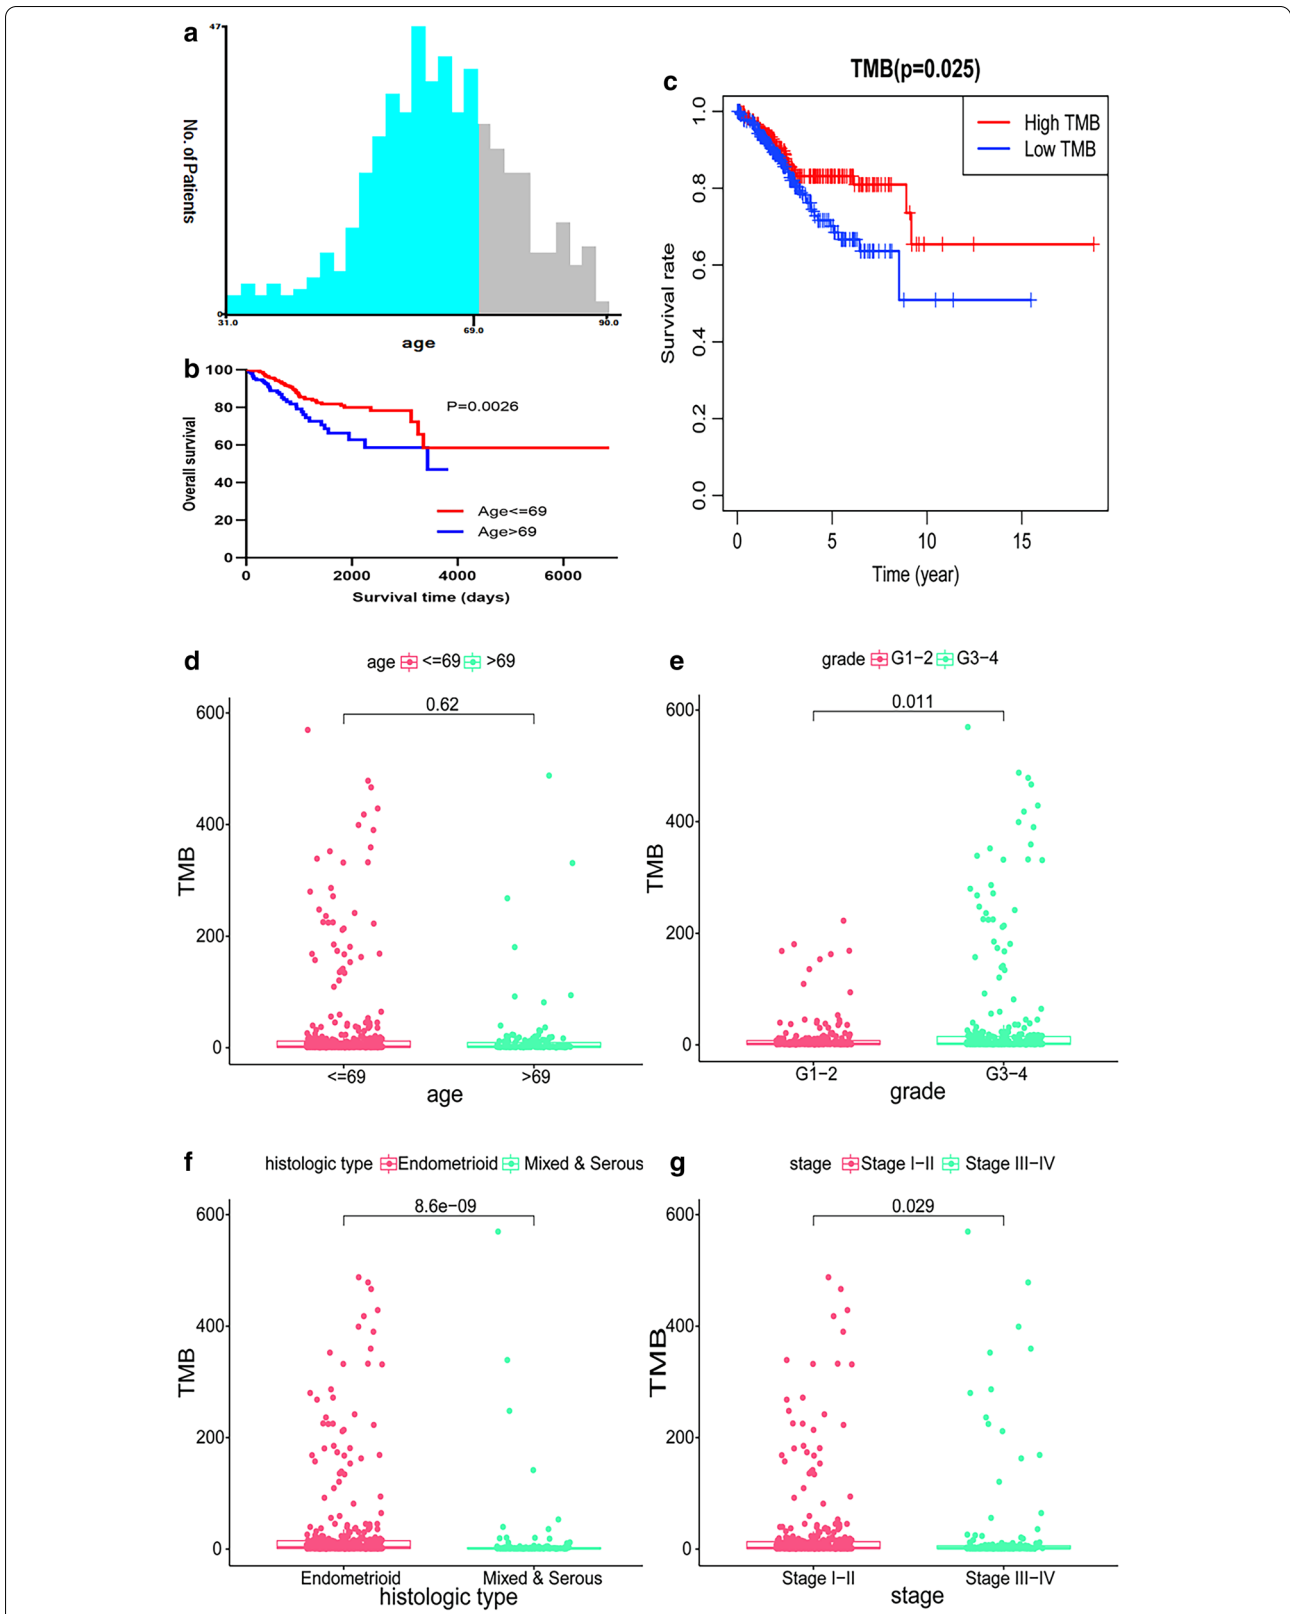 a
47
No. of Patients
0
31.0
69.0
90.0
age
b
100
80
60
40
20
0
Overall survival
P=0.0026
Age<=69
Age>69
0 2000 4000 6000
Survival time (days)
c
TMB(p=0.025)
High TMB
Low TMB
1.0
0.8
0.6
0.4
0.2
0.0
Survival rate
0 5 10 15
Time (year)
d
age <=69 >69
0.62
600
400
200
0
TMB
<=69 >69
age
e
grade G1−2 G3−4
0.011
600
400
200
0
TMB
G1−2 G3−4
grade
f
histologic type Endometrioid Mixed & Serous
8.6e−09
600
400
200
0
TMB
Endometrioid Mixed & Serous
histologic type
g
stage Stage I−II Stage III−IV
0.029
600
400
200
0
TMB
Stage I−II Stage III−IV
stage